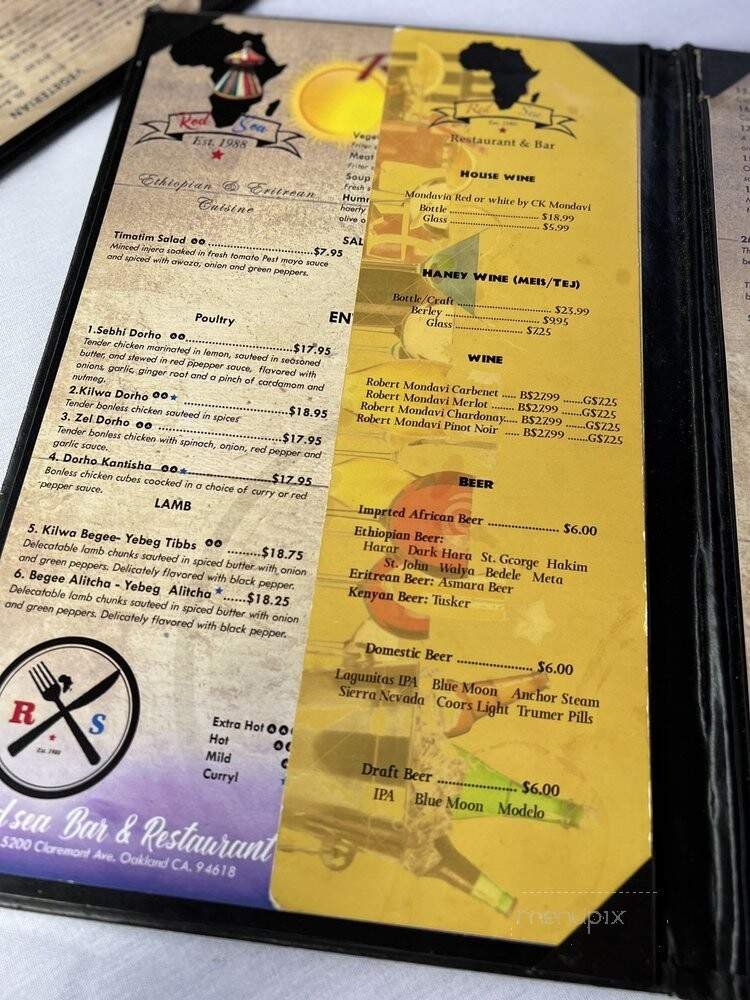 VEGETERIAN
Red Sea
Est. 1988
Ethiopian & Eritrean
Cuisine
Timatim Salad ............................$7.95
Minced injera soaked in fresh tomato Pest mayo sauce
and spiced with awaza, onion and green peppers.
Poultry
1.Sebhi Dorho ............................$17.95
Tender chicken marinated in lemon, sauteed in seasoned
butter, and stewed in red ppepper sauce, flavored with
onions, garlic, ginger root and a pinch of cardamom and
nutmeg.
2.Kilwa Dorho ............................$18.95
Tender bonless chicken sauteed in spices
3. Zel Dorho ............................$17.95
Tender bonless chicken with spinach, onion, red pepper and
garlic sauce.
4. Dorho Kantisha ............................$17.95
Bonless chicken cubes coocked in a choice of curry or red
pepper sauce.
LAMB
5. Kilwa Begee- Yebeg Tibbs .........$18.75
Delecatable lamb chunks sauteed in spiced butter with onion
and green peppers. Delicately flavored with black pepper.
6. Begee Alitcha - Yebeg Alitcha ......$18.25
Delectable lamb chunks sauteed in spiced butter with onion
and green peppers. Delicately flavored with black pepper.
R S
Est. 1988
Extra Hot
Hot
Mild
Curryl
Bar & Restaurant
5200 Claremont Ave. Oakland CA. 94618
Meat
Soup
SAL
Red Sea
Est. 1988
Restaurant & Bar
HOUSE WINE
Mondavia Red or white by CK Mondavi
Bottle ............................ $18.99
Glass ............................ $5.99
HANEY WINE (MEIS/TEJ)
Bottle/Craft ............................ $23.99
Berley ............................ $9.95
Glass ............................ $7.25
WINE
Robert Mondavi Carbenet ..... B$27.99 ......G$7.25
Robert Mondavi Merlot ..... B$27.99 ......G$7.25
Robert Mondavi Chardonay..... B$27.99 ......G$7.25
Robert Mondavi Pinot Noir ..... B$27.99 ......G$7.25
BEER
Imprted African Beer ................... $6.00
Ethiopian Beer:
Harar Dark Hara St. George Hakim
St. John Walya Bedele Meta
Eritrean Beer: Asmara Beer
Kenyan Beer: Tusker
Domestic Beer ................... $6.00
Lagunitas IPA Blue Moon Anchor Steam
Sierra Nevada Coors Light Trumer Pills
Draft Beer ................... $6.00
IPA Blue Moon Modelo
menupix